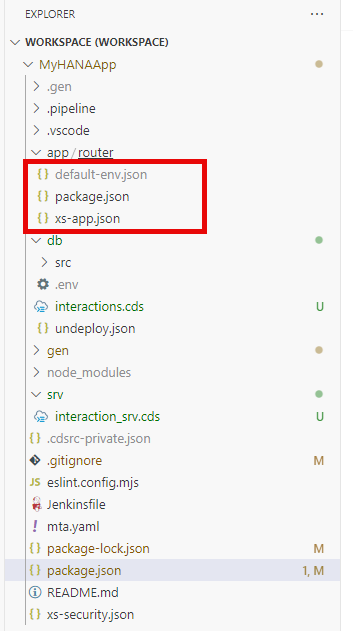 EXPLORER ...
WORKSPACE (WORKSPACE)
MyHANAApp
.gen
.pipeline
.vscode
app / router
{} default-env.json
{} package.json
{} xs-app.json
db
src
.env
interactions.cds U
{} undeploy.json
gen
node_modules
srv
interaction_srv.cds U
{} .cdsrc-private.json
.gitignore M
JS eslint.config.mjs
Jenkinsfile
! mta.yaml
{} package-lock.json M
{} package.json 1, M
README.md
{} xs-security.json